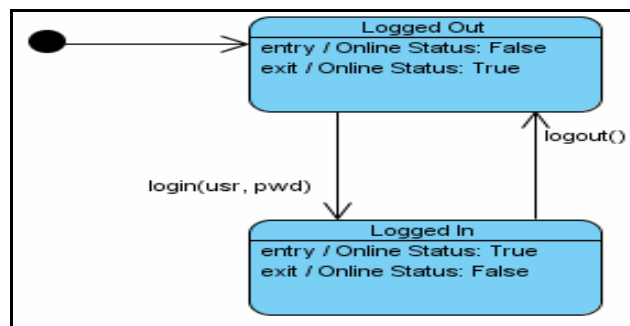 Logged Out
entry / Online Status: False
exit / Online Status: True
logout()
login(usr, pwd)
Logged In
entry / Online Status: True
exit / Online Status: False